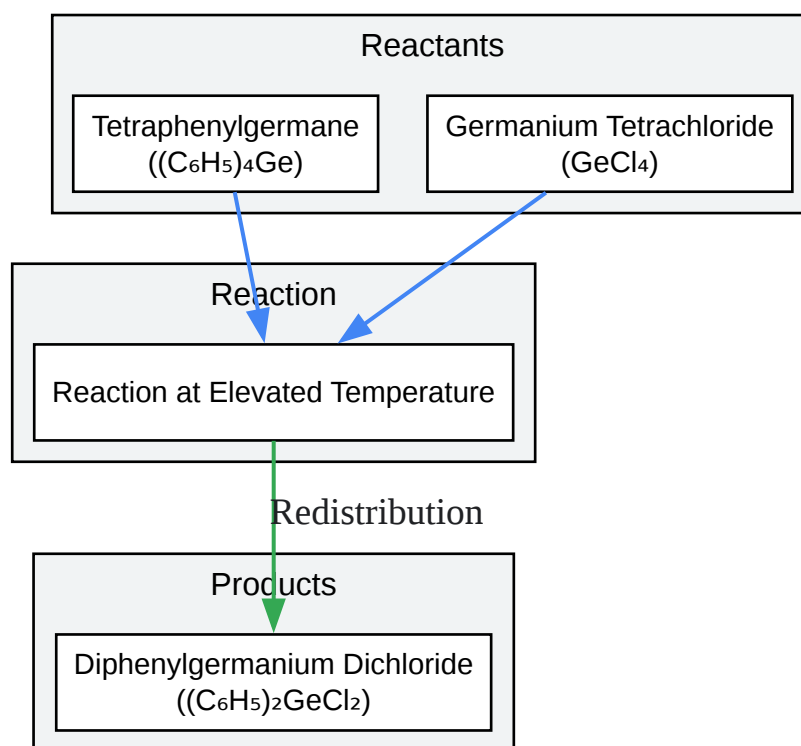 Reactants
Tetraphenylgermane
((C₆H₅)₄Ge)
Germanium Tetrachloride
(GeCl₄)
Reaction
Reaction at Elevated Temperature
Redistribution
Products
Diphenylgermanium Dichloride
((C₆H₅)₂GeCl₂)